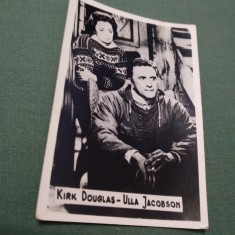 KIRK DOUGLAS - ULLA JACOBSON